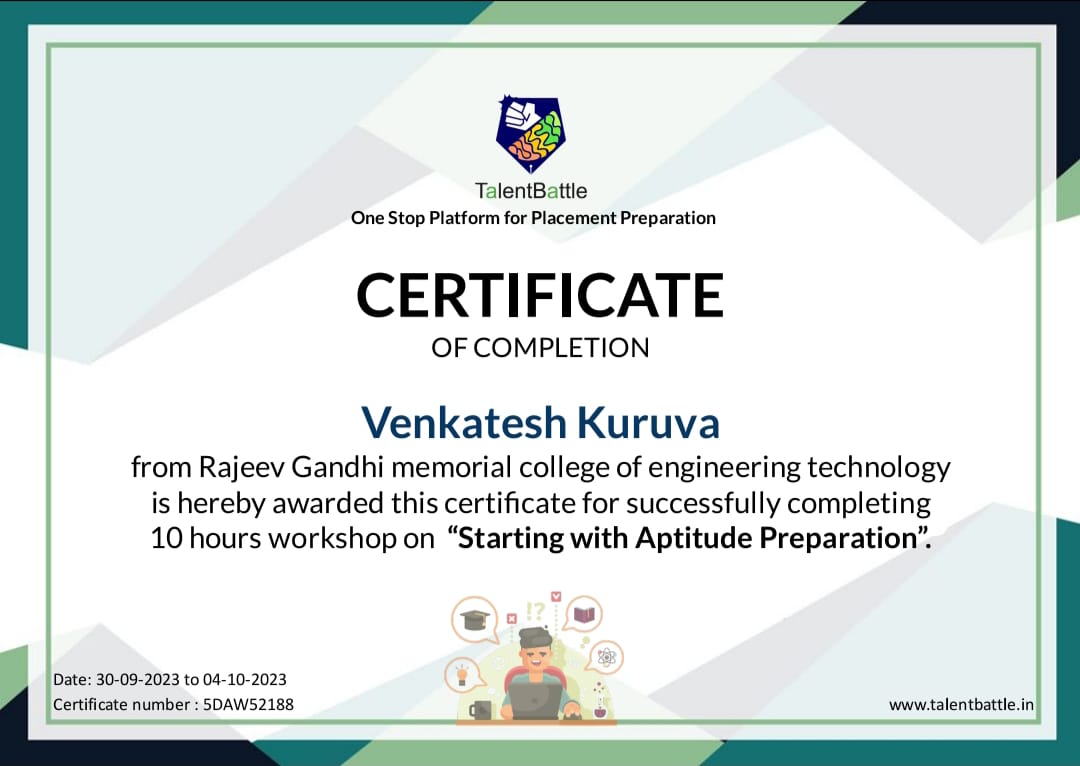 TalentBattle
One Stop Platform for Placement Preparation
CERTIFICATE
OF COMPLETION
Venkatesh Kuruva
from Rajeev Gandhi memorial college of engineering technology
is hereby awarded this certificate for successfully completing
10 hours workshop on “Starting with Aptitude Preparation”.
!?
Date: 30-09-2023 to 04-10-2023
Certificate number : 5DAW52188
www.talentbattle.in